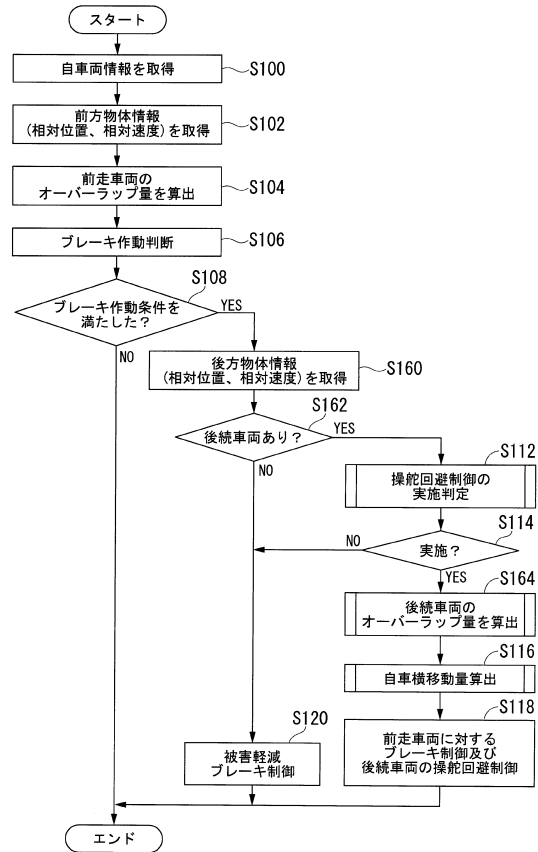 スタート
自車両情報を取得
S100
前方物体情報
(相対位置、相対速度)を取得
S102
前走車両の
オーバーラップ量を算出
S104
ブレーキ作動判断
S106
ブレーキ作動条件を
満たした？
S108
YES
NO
後方物体情報
(相対位置、相対速度)を取得
S160
後続車両あり？
S162
YES
NO
操舵回避制御の
実施判定
S112
実施？
S114
NO
YES
後続車両の
オーバーラップ量を算出
S164
自車横移動量算出
S116
被害軽減
ブレーキ制御
S120
前走車両に対する
ブレーキ制御及び
後続車両の操舵回避制御
S118
エンド